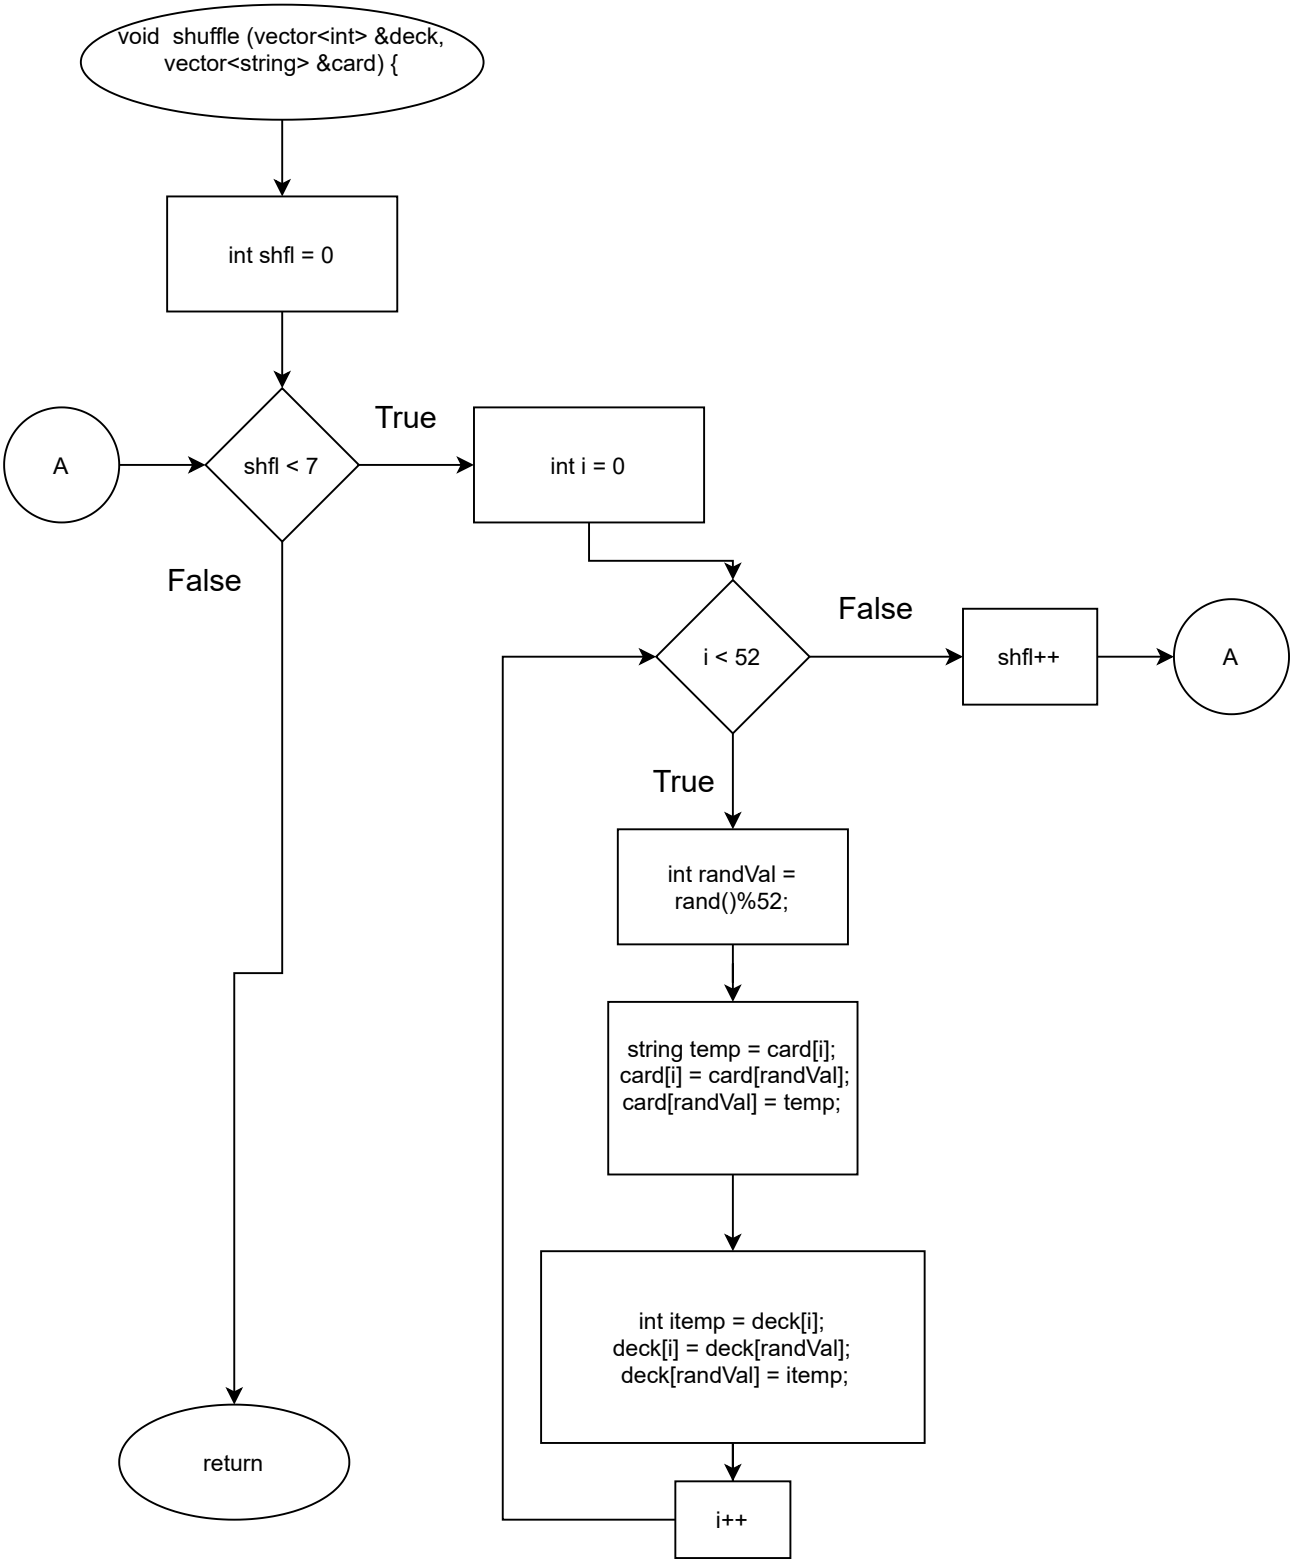 void  shuffle (vector<int> &deck,
vector<string> &card) {
int shfl = 0
A
shfl < 7
True
int i = 0
False
i < 52
False
shfl++
A
True
int randVal =
rand()%52;
string temp = card[i];
card[i] = card[randVal];
card[randVal] = temp;
int itemp = deck[i];
deck[i] = deck[randVal];
deck[randVal] = itemp;
return
i++